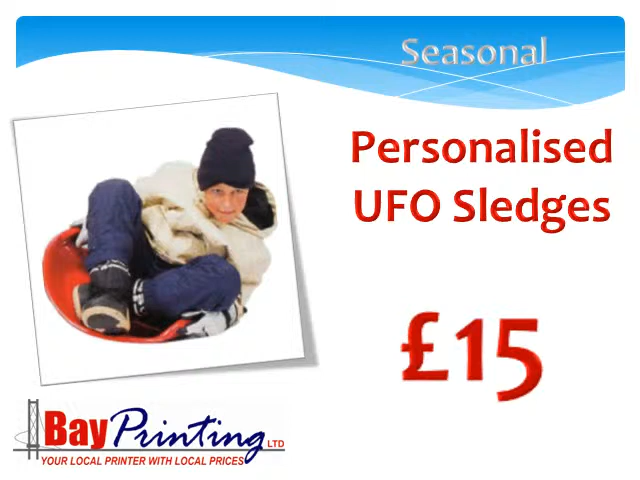 Seasonal
Personalised
UFO Sledges
£15
Bay Printing LTD
YOUR LOCAL PRINTER WITH LOCAL PRICES